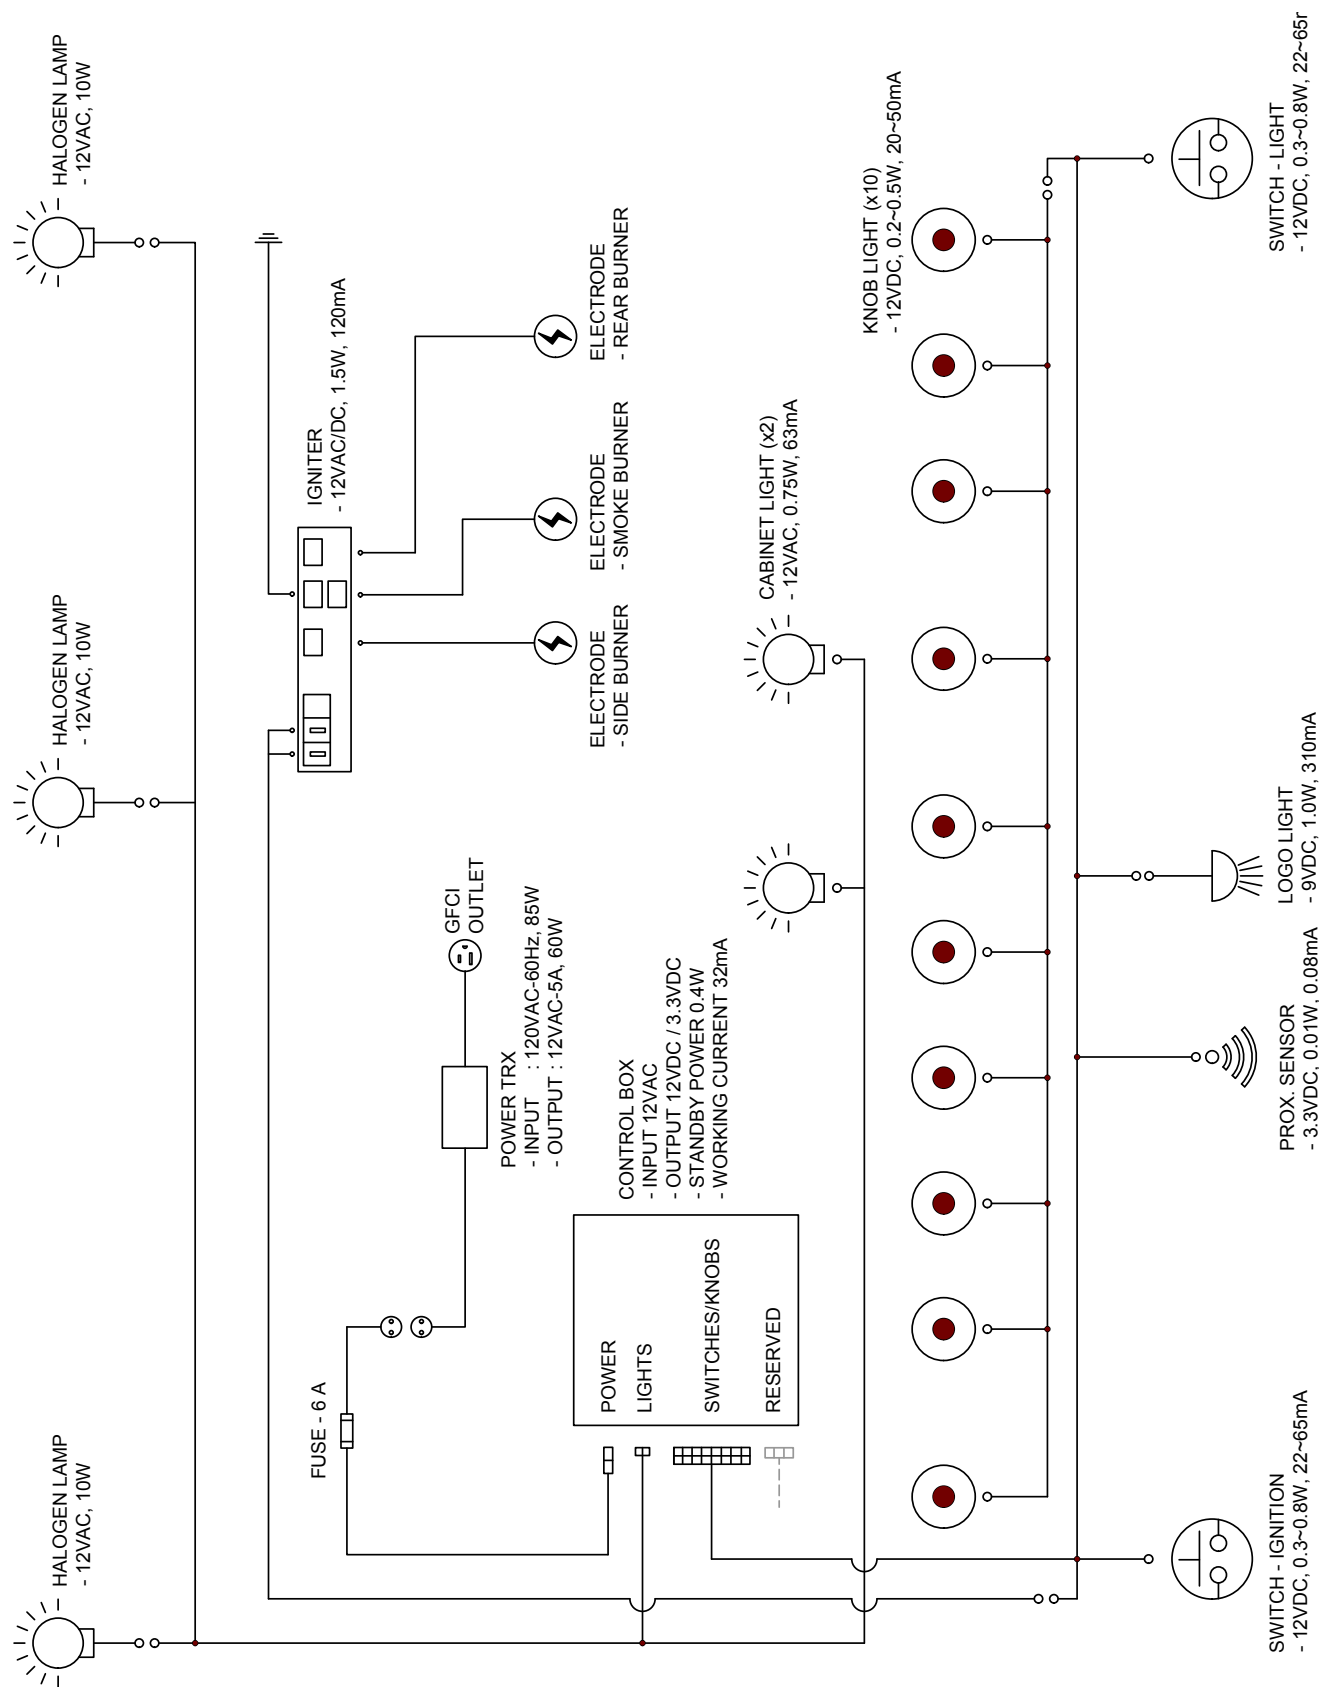 HALOGEN LAMP
- 12VAC, 10W
HALOGEN LAMP
- 12VAC, 10W
HALOGEN LAMP
- 12VAC, 10W
FUSE - 6 A
IGNITER
- 12VAC/DC, 1.5W, 120mA
GFCI
OUTLET
POWER TRX
- INPUT : 120VAC-60Hz, 85W
- OUTPUT : 12VAC-5A, 60W
ELECTRODE
- SIDE BURNER
ELECTRODE
- SMOKE BURNER
ELECTRODE
- REAR BURNER
CONTROL BOX
- INPUT 12VAC
- OUTPUT 12VDC / 3.3VDC
- STANDBY POWER 0.4W
- WORKING CURRENT 32mA
POWER
LIGHTS
SWITCHES/KNOBS
RESERVED
CABINET LIGHT (x2)
- 12VAC, 0.75W, 63mA
KNOB LIGHT (x10)
- 12VDC, 0.2~0.5W, 20~50mA
SWITCH - IGNITION
- 12VDC, 0.3~0.8W, 22~65mA
PROX. SENSOR
- 3.3VDC, 0.01W, 0.08mA
LOGO LIGHT
- 9VDC, 1.0W, 310mA
SWITCH - LIGHT
- 12VDC, 0.3~0.8W, 22~65r